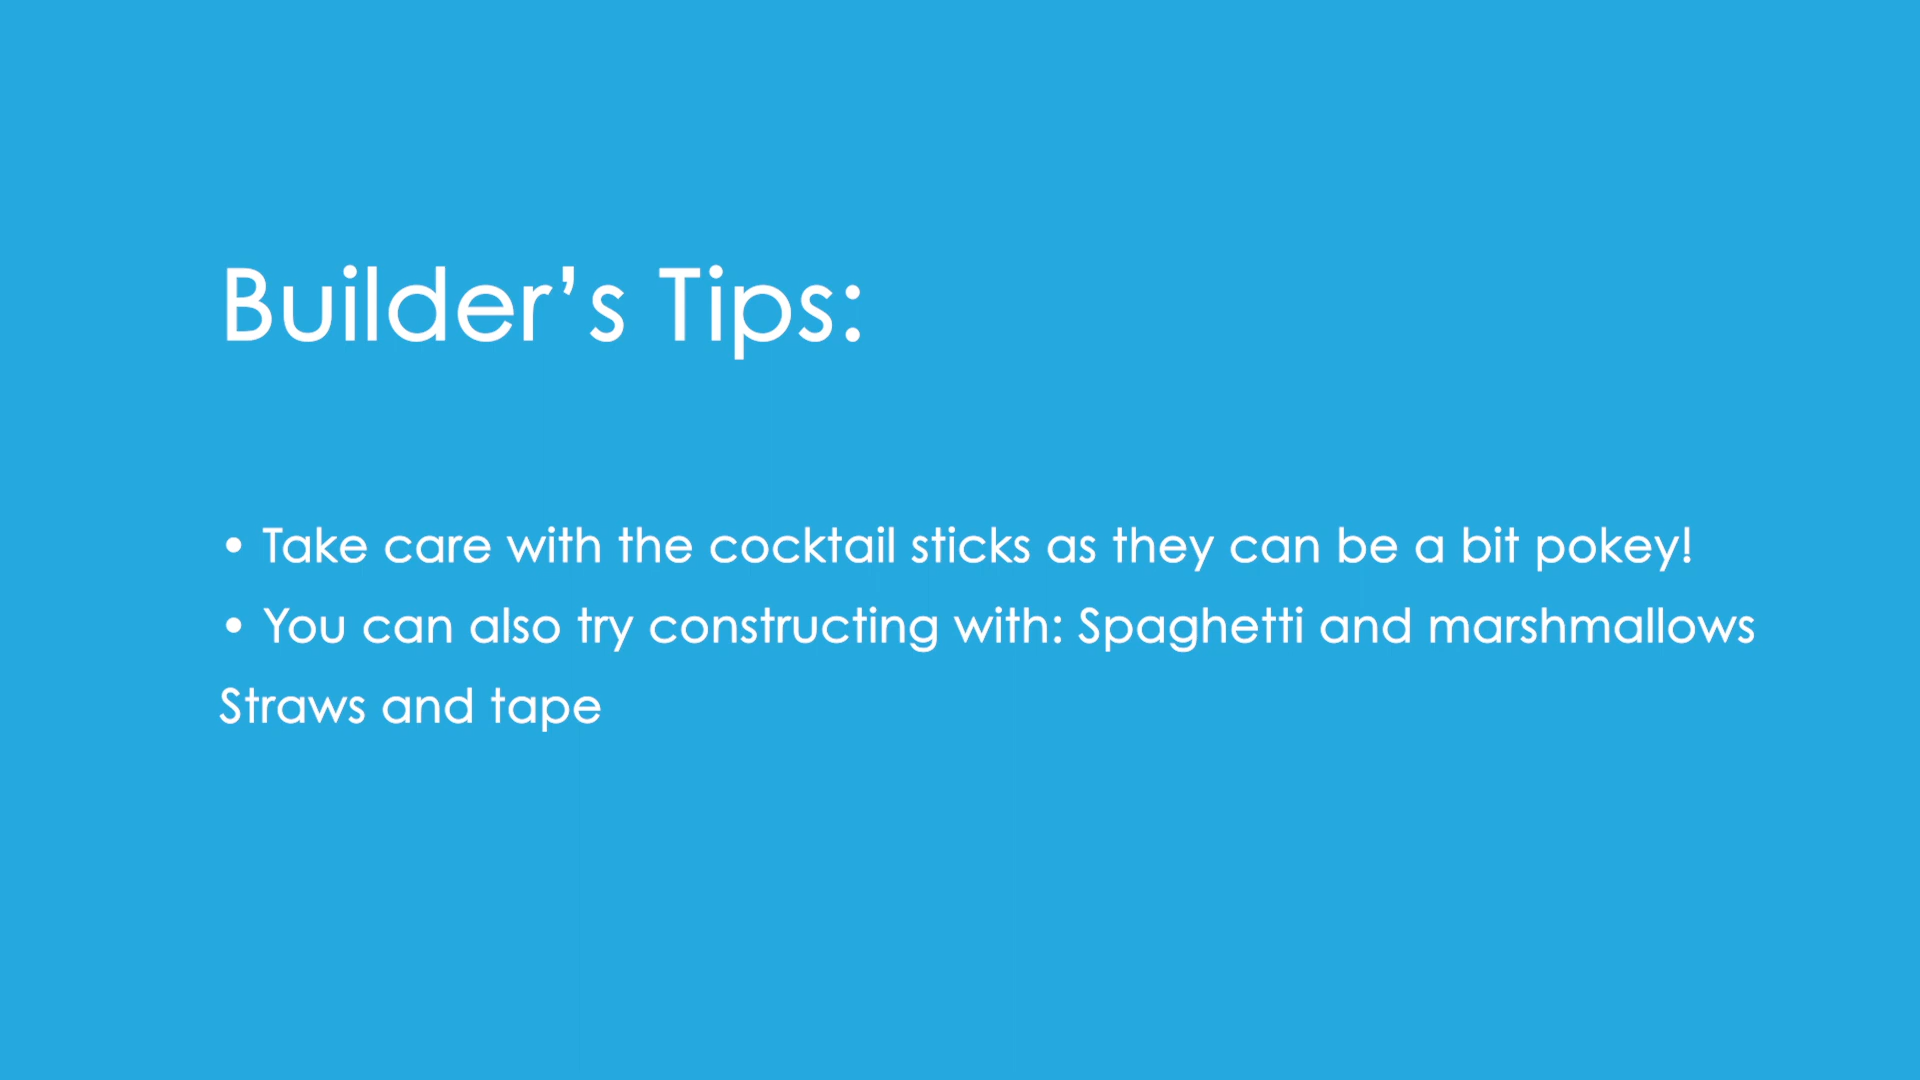 Builder’s Tips:
• Take care with the cocktail sticks as they can be a bit pokey!
• You can also try constructing with: Spaghetti and marshmallows
Straws and tape